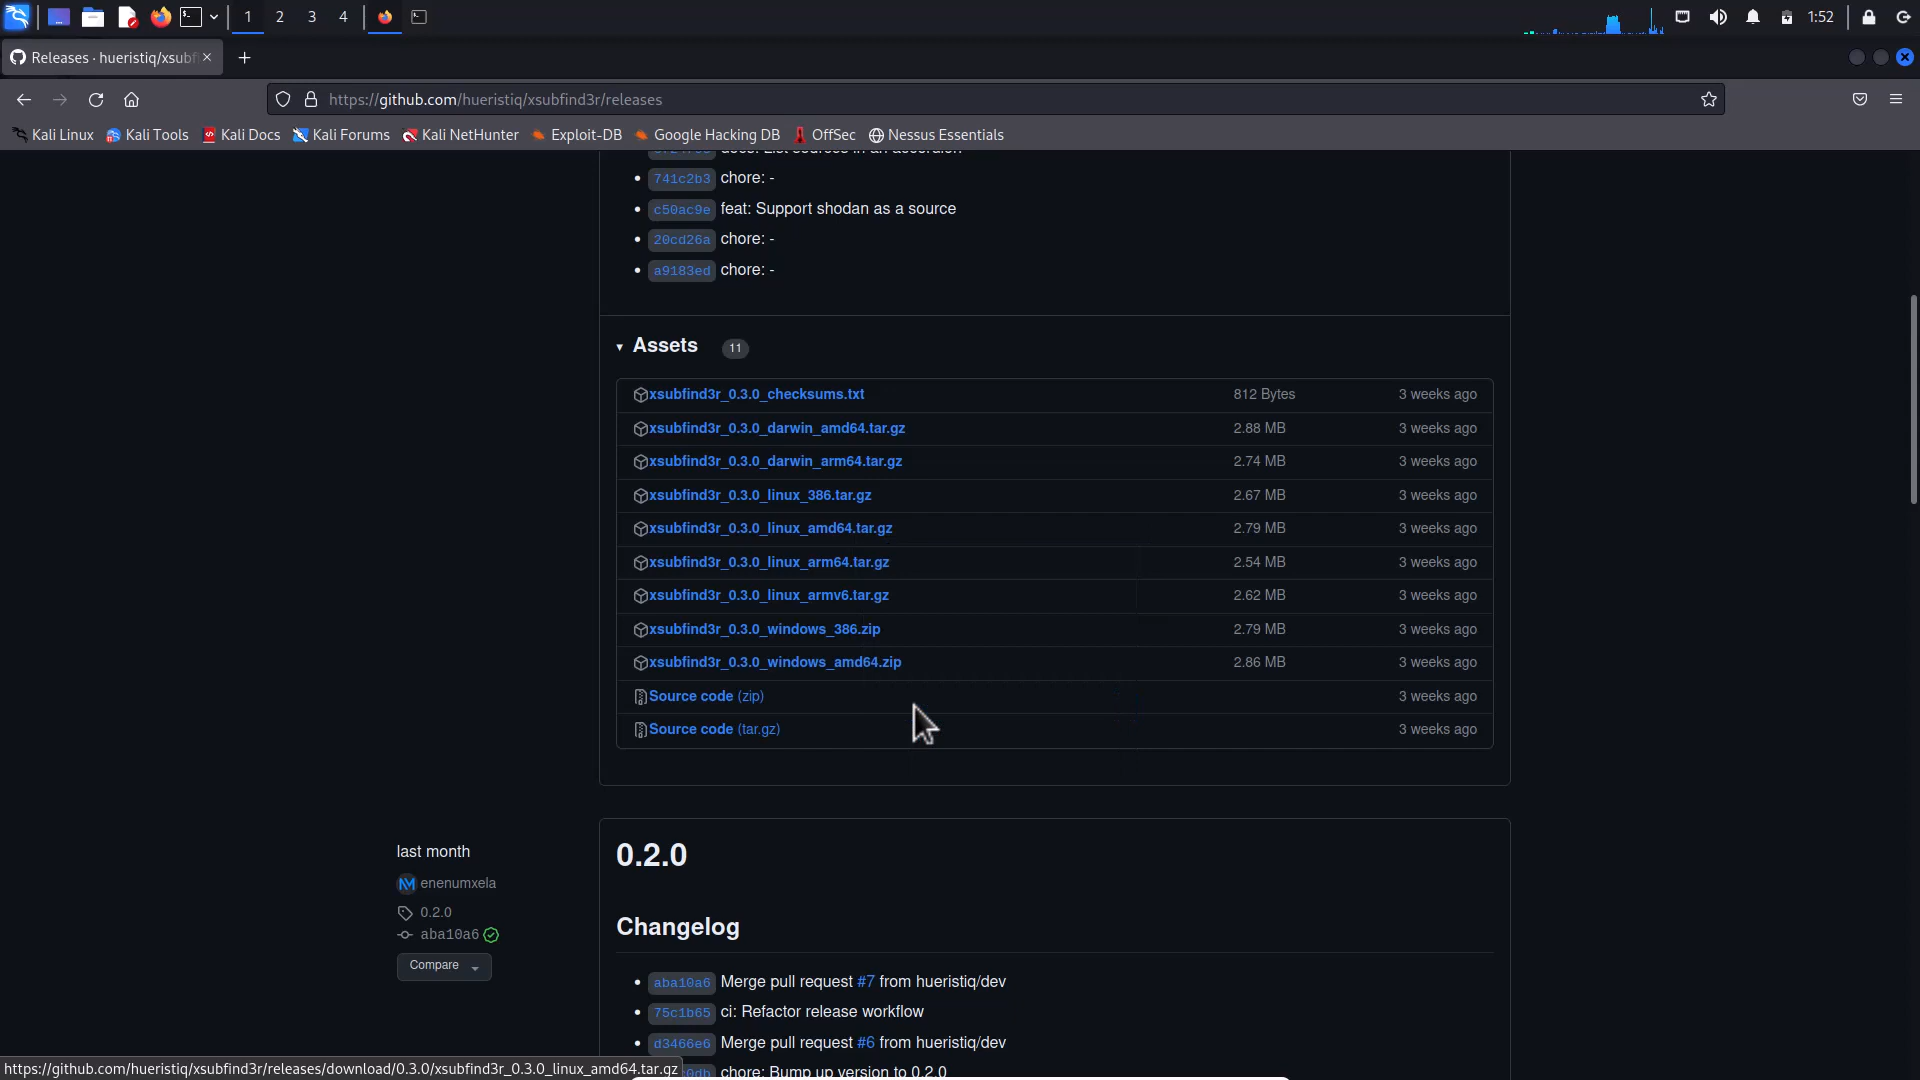 1 2 3 4 1:52
Releases · hueristiq/xsubf
https://github.com/hueristiq/xsubfind3r/releases
Kali Linux Kali Tools Kali Docs Kali Forums Kali NetHunter Exploit-DB Google Hacking DB OffSec Nessus Essentials
741c2b3 chore: -
c50ac9e feat: Support shodan as a source
20cd26a chore: -
a9183ed chore: -
Assets 11
xsubfind3r_0.3.0_checksums.txt 812 Bytes 3 weeks ago
xsubfind3r_0.3.0_darwin_amd64.tar.gz 2.88 MB 3 weeks ago
xsubfind3r_0.3.0_darwin_arm64.tar.gz 2.74 MB 3 weeks ago
xsubfind3r_0.3.0_linux_386.tar.gz 2.67 MB 3 weeks ago
xsubfind3r_0.3.0_linux_amd64.tar.gz 2.79 MB 3 weeks ago
xsubfind3r_0.3.0_linux_arm64.tar.gz 2.54 MB 3 weeks ago
xsubfind3r_0.3.0_linux_armv6.tar.gz 2.62 MB 3 weeks ago
xsubfind3r_0.3.0_windows_386.zip 2.79 MB 3 weeks ago
xsubfind3r_0.3.0_windows_amd64.zip 2.86 MB 3 weeks ago
Source code (zip) 3 weeks ago
Source code (tar.gz) 3 weeks ago
last month
enenumxela
0.2.0
aba10a6
Compare
0.2.0
Changelog
aba10a6 Merge pull request #7 from hueristiq/dev
75c1b65 ci: Refactor release workflow
d3466e6 Merge pull request #6 from hueristiq/dev
chore: Bump up version to 0.2.0
https://github.com/hueristiq/xsubfind3r/releases/download/0.3.0/xsubfind3r_0.3.0_linux_amd64.tar.gz